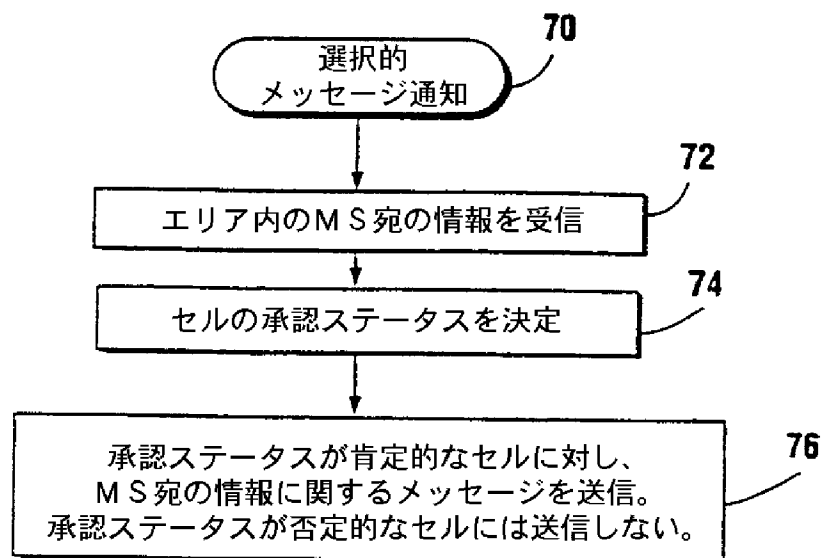 70
選択的
メッセージ通知
72
エリア内のＭＳ宛の情報を受信
74
セルの承認ステータスを決定
76
承認ステータスが肯定的なセルに対し、
ＭＳ宛の情報に関するメッセージを送信。
承認ステータスが否定的なセルには送信しない。